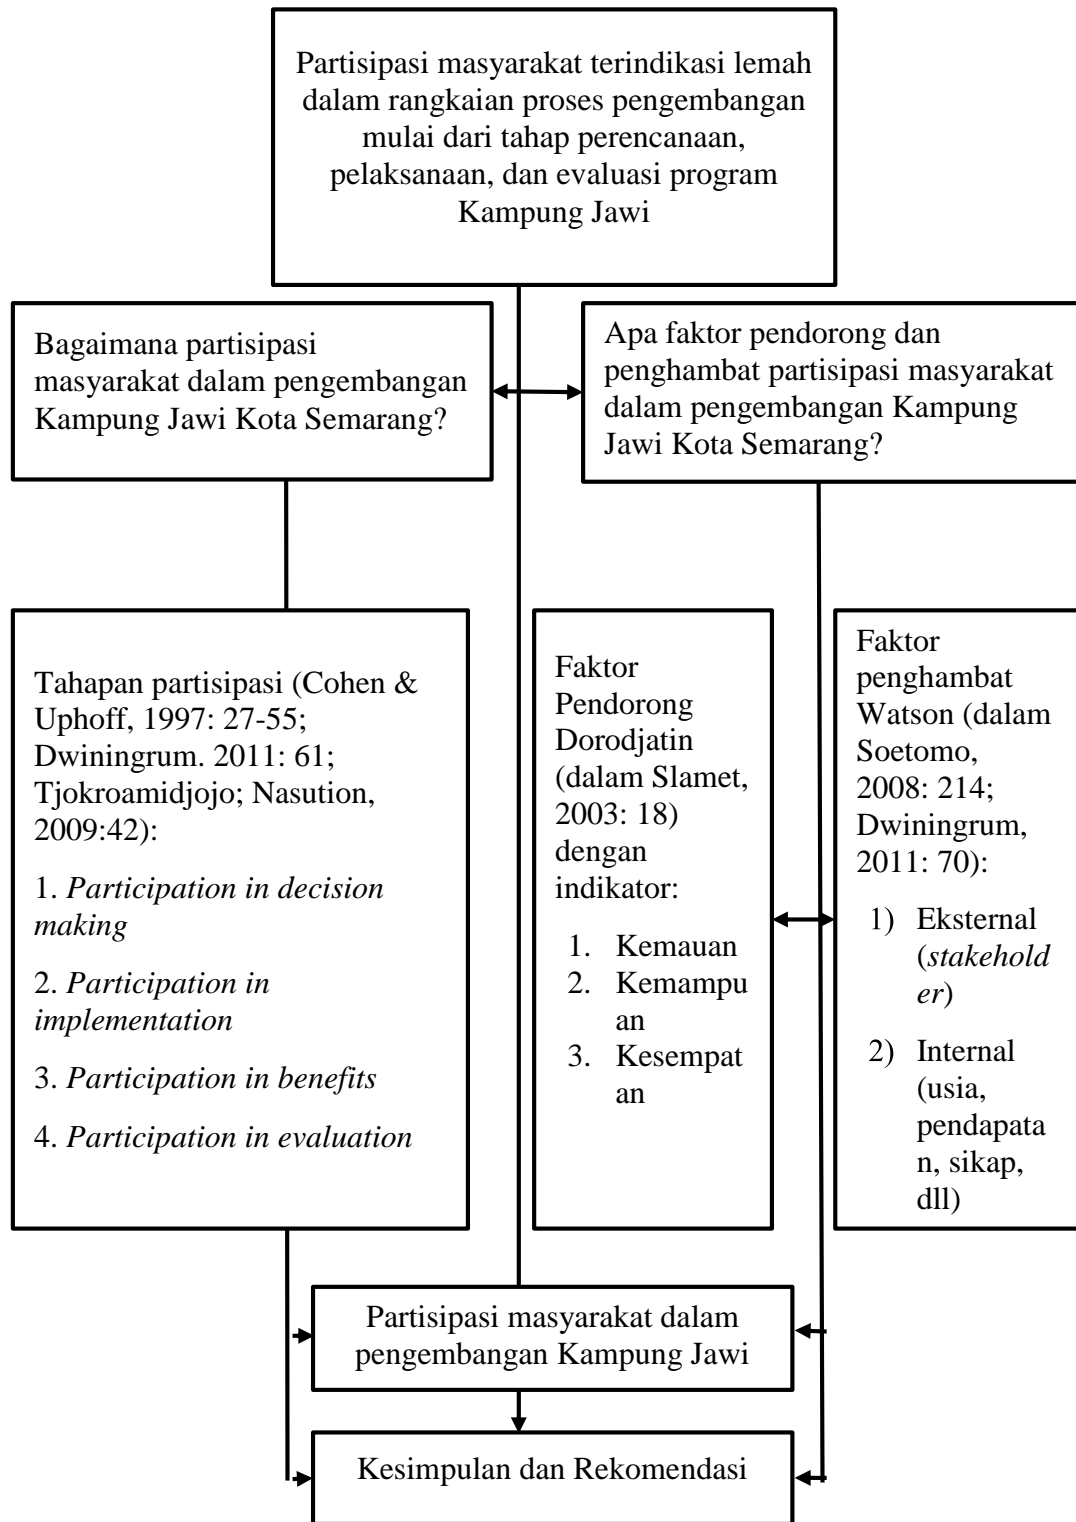 Partisipasi masyarakat terindikasi lemah
dalam rangkaian proses pengembangan
mulai dari tahap perencanaan,
pelaksanaan, dan evaluasi program
Kampung Jawi
Bagaimana partisipasi
masyarakat dalam pengembangan
Kampung Jawi Kota Semarang?
Apa faktor pendorong dan
penghambat partisipasi masyarakat
dalam pengembangan Kampung
Jawi Kota Semarang?
Tahapan partisipasi (Cohen &
Uphoff, 1997: 27-55;
Dwiningrum. 2011: 61;
Tjokroamidjojo; Nasution,
2009:42):
1. Participation in decision
making
2. Participation in
implementation
3. Participation in benefits
4. Participation in evaluation
Faktor
Pendorong
Dorodjatin
(dalam Slamet,
2003: 18)
dengan
indikator:
1. Kemauan
2. Kemampu
an
3. Kesempat
an
Faktor
penghambat
Watson (dalam
Soetomo,
2008: 214;
Dwiningrum,
2011: 70):
1) Eksternal
(stakehold
er)
2) Internal
(usia,
pendapata
n, sikap,
dll)
Partisipasi masyarakat dalam
pengembangan Kampung Jawi
Kesimpulan dan Rekomendasi